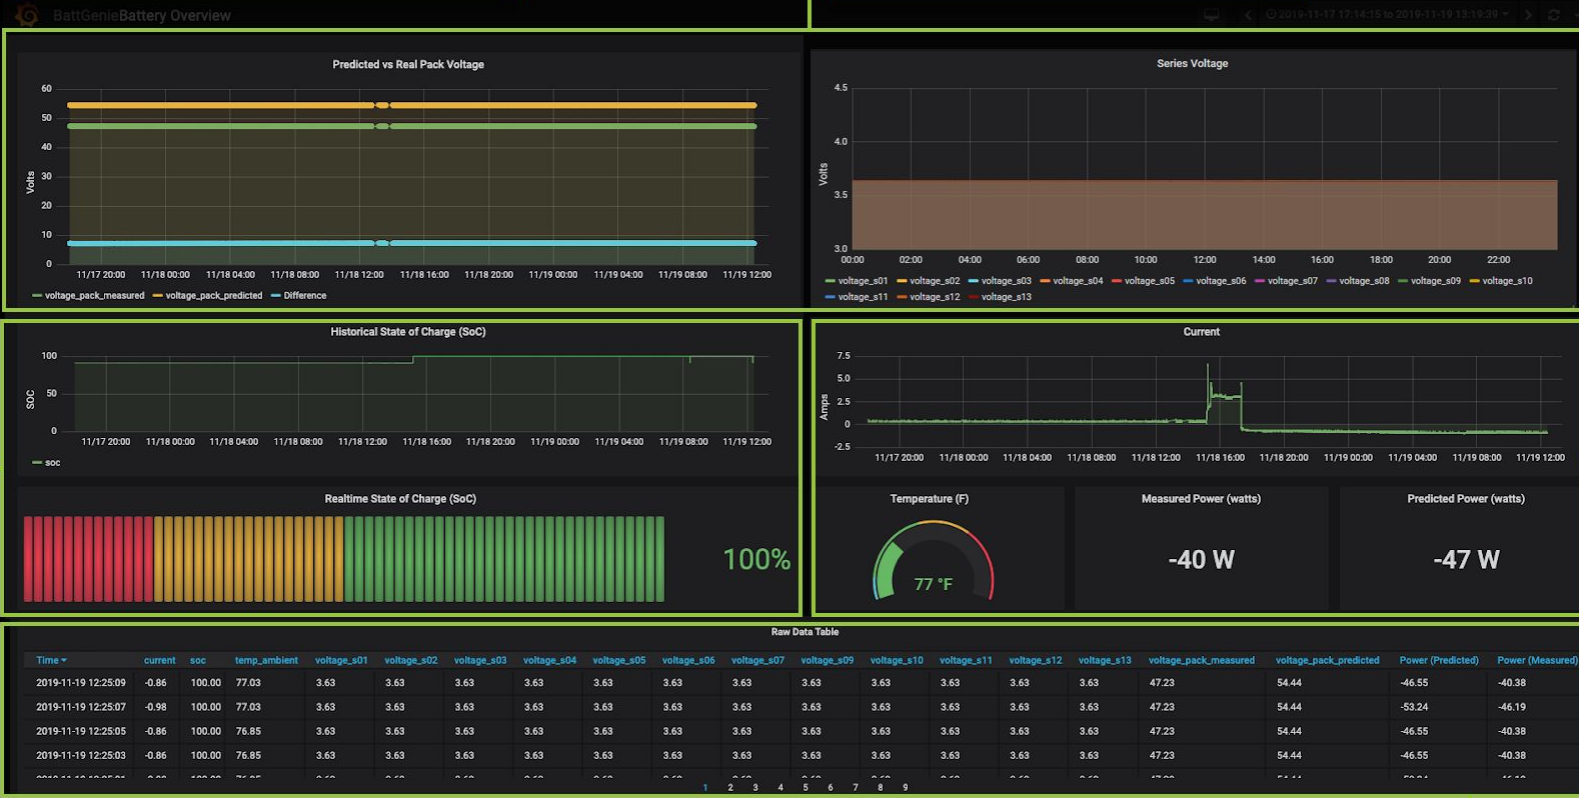 BattGenieBattery Overview
2019-11-17 17:14:15 to 2019-11-19 13:19:39
Predicted vs Real Pack Voltage
60
50
40
30
20
10
0
Volts
11/17 20:00 11/18 00:00 11/18 04:00 11/18 08:00 11/18 12:00 11/18 16:00 11/18 20:00 11/19 00:00 11/19 04:00 11/19 08:00 11/19 12:00
voltage_pack_measured voltage_pack_predicted Difference
Series Voltage
4.5
4.0
3.5
3.0
Volts
00:00 02:00 04:00 06:00 08:00 10:00 12:00 14:00 16:00 18:00 20:00 22:00
voltage_s01 voltage_s02 voltage_s03 voltage_s04 voltage_s05 voltage_s06 voltage_s07 voltage_s08 voltage_s09 voltage_s10
voltage_s11 voltage_s12 voltage_s13
Historical State of Charge (SoC)
100
50
0
SOC
11/17 20:00 11/18 00:00 11/18 04:00 11/18 08:00 11/18 12:00 11/18 16:00 11/18 20:00 11/19 00:00 11/19 04:00 11/19 08:00 11/19 12:00
soc
Realtime State of Charge (SoC)
100%
Current
7.5
5.0
2.5
0
-2.5
Amps
11/17 20:00 11/18 00:00 11/18 04:00 11/18 08:00 11/18 12:00 11/18 16:00 11/18 20:00 11/19 00:00 11/19 04:00 11/19 08:00 11/19 12:00
Temperature (F)
77 °F
Measured Power (watts)
-40 W
Predicted Power (watts)
-47 W
Raw Data Table
Time current soc temp_ambient voltage_s01 voltage_s02 voltage_s03 voltage_s04 voltage_s05 voltage_s06 voltage_s07 voltage_s09 voltage_s10 voltage_s11 voltage_s12 voltage_s13 voltage_pack_measured voltage_pack_predicted Power (Predicted) Power (Measured)
2019-11-19 12:25:09 -0.86 100.00 77.03 3.63 3.63 3.63 3.63 3.63 3.63 3.63 3.63 3.63 3.63 3.63 3.63 47.23 54.44 -46.55 -40.38
2019-11-19 12:25:07 -0.98 100.00 77.03 3.63 3.63 3.63 3.63 3.63 3.63 3.63 3.63 3.63 3.63 3.63 3.63 47.23 54.44 -53.24 -46.19
2019-11-19 12:25:05 -0.86 100.00 76.85 3.63 3.63 3.63 3.63 3.63 3.63 3.63 3.63 3.63 3.63 3.63 3.63 47.23 54.44 -46.55 -40.38
2019-11-19 12:25:03 -0.86 100.00 76.85 3.63 3.63 3.63 3.63 3.63 3.63 3.63 3.63 3.63 3.63 3.63 3.63 47.23 54.44 -46.55 -40.38
1 2 3 4 5 6 7 8 9